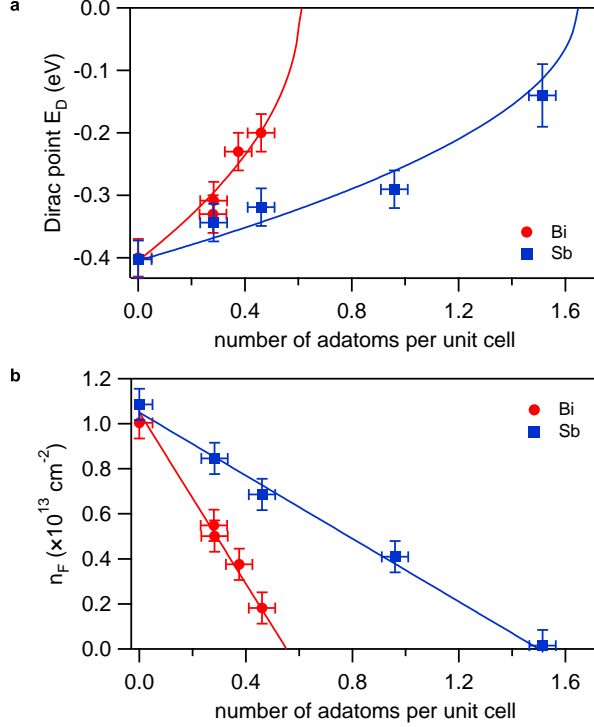 a
0.0
-0.1
-0.2
-0.3
-0.4
Dirac point E_D (eV)
Bi
Sb
0.0
0.4
0.8
1.2
1.6
number of adatoms per unit cell
b
1.2
1.0
0.8
0.6
0.4
0.2
0.0
n_F (×10^13 cm^-2)
Bi
Sb
0.0
0.4
0.8
1.2
1.6
number of adatoms per unit cell